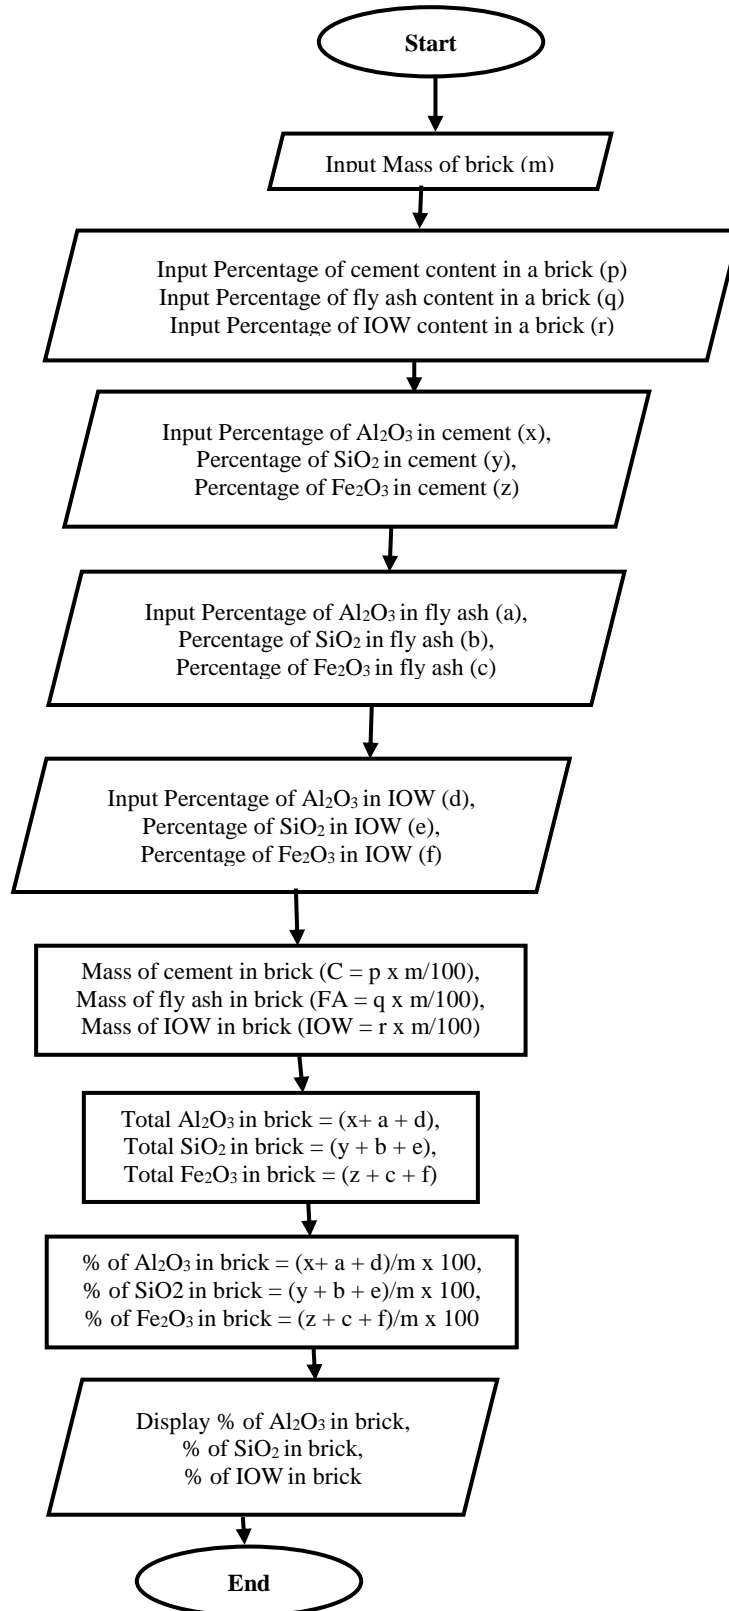 Start
Input Mass of brick (m)
Input Percentage of cement content in a brick (p)
Input Percentage of fly ash content in a brick (q)
Input Percentage of IOW content in a brick (r)
Input Percentage of Al₂O₃ in cement (x),
Percentage of SiO₂ in cement (y),
Percentage of Fe₂O₃ in cement (z)
Input Percentage of Al₂O₃ in fly ash (a),
Percentage of SiO₂ in fly ash (b),
Percentage of Fe₂O₃ in fly ash (c)
Input Percentage of Al₂O₃ in IOW (d),
Percentage of SiO₂ in IOW (e),
Percentage of Fe₂O₃ in IOW (f)
Mass of cement in brick (C = p x m/100),
Mass of fly ash in brick (FA = q x m/100),
Mass of IOW in brick (IOW = r x m/100)
Total Al₂O₃ in brick = (x+ a + d),
Total SiO₂ in brick = (y + b + e),
Total Fe₂O₃ in brick = (z + c + f)
% of Al₂O₃ in brick = (x+ a + d)/m x 100,
% of SiO2 in brick = (y + b + e)/m x 100,
% of Fe₂O₃ in brick = (z + c + f)/m x 100
Display % of Al₂O₃ in brick,
% of SiO₂ in brick,
% of IOW in brick
End